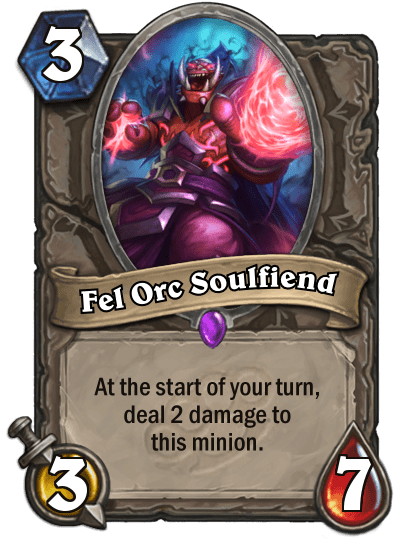 3
Fel Orc Soulfiend
At the start of your turn,
deal 2 damage to
this minion.
3
7